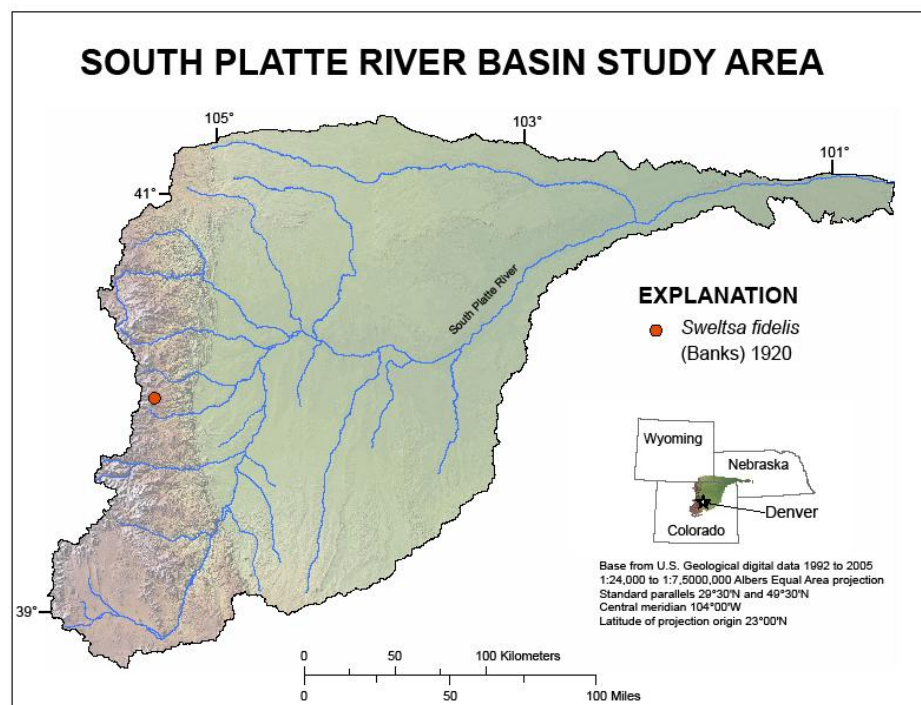 SOUTH PLATTE RIVER BASIN STUDY AREA
105°
103°
101°
41°
South Platte River
EXPLANATION
Sweltsa fidelis
(Banks) 1920
Wyoming
Nebraska
Denver
Colorado
Base from U.S. Geological digital data 1992 to 2005
1:24,000 to 1:7,5000,000 Albers Equal Area projection
Standard parallels 29°30'N and 49°30'N
Central meridian 104°00'W
Latitude of projection origin 23°00'N
39°
0 50 100 Kilometers
0 50 100 Miles